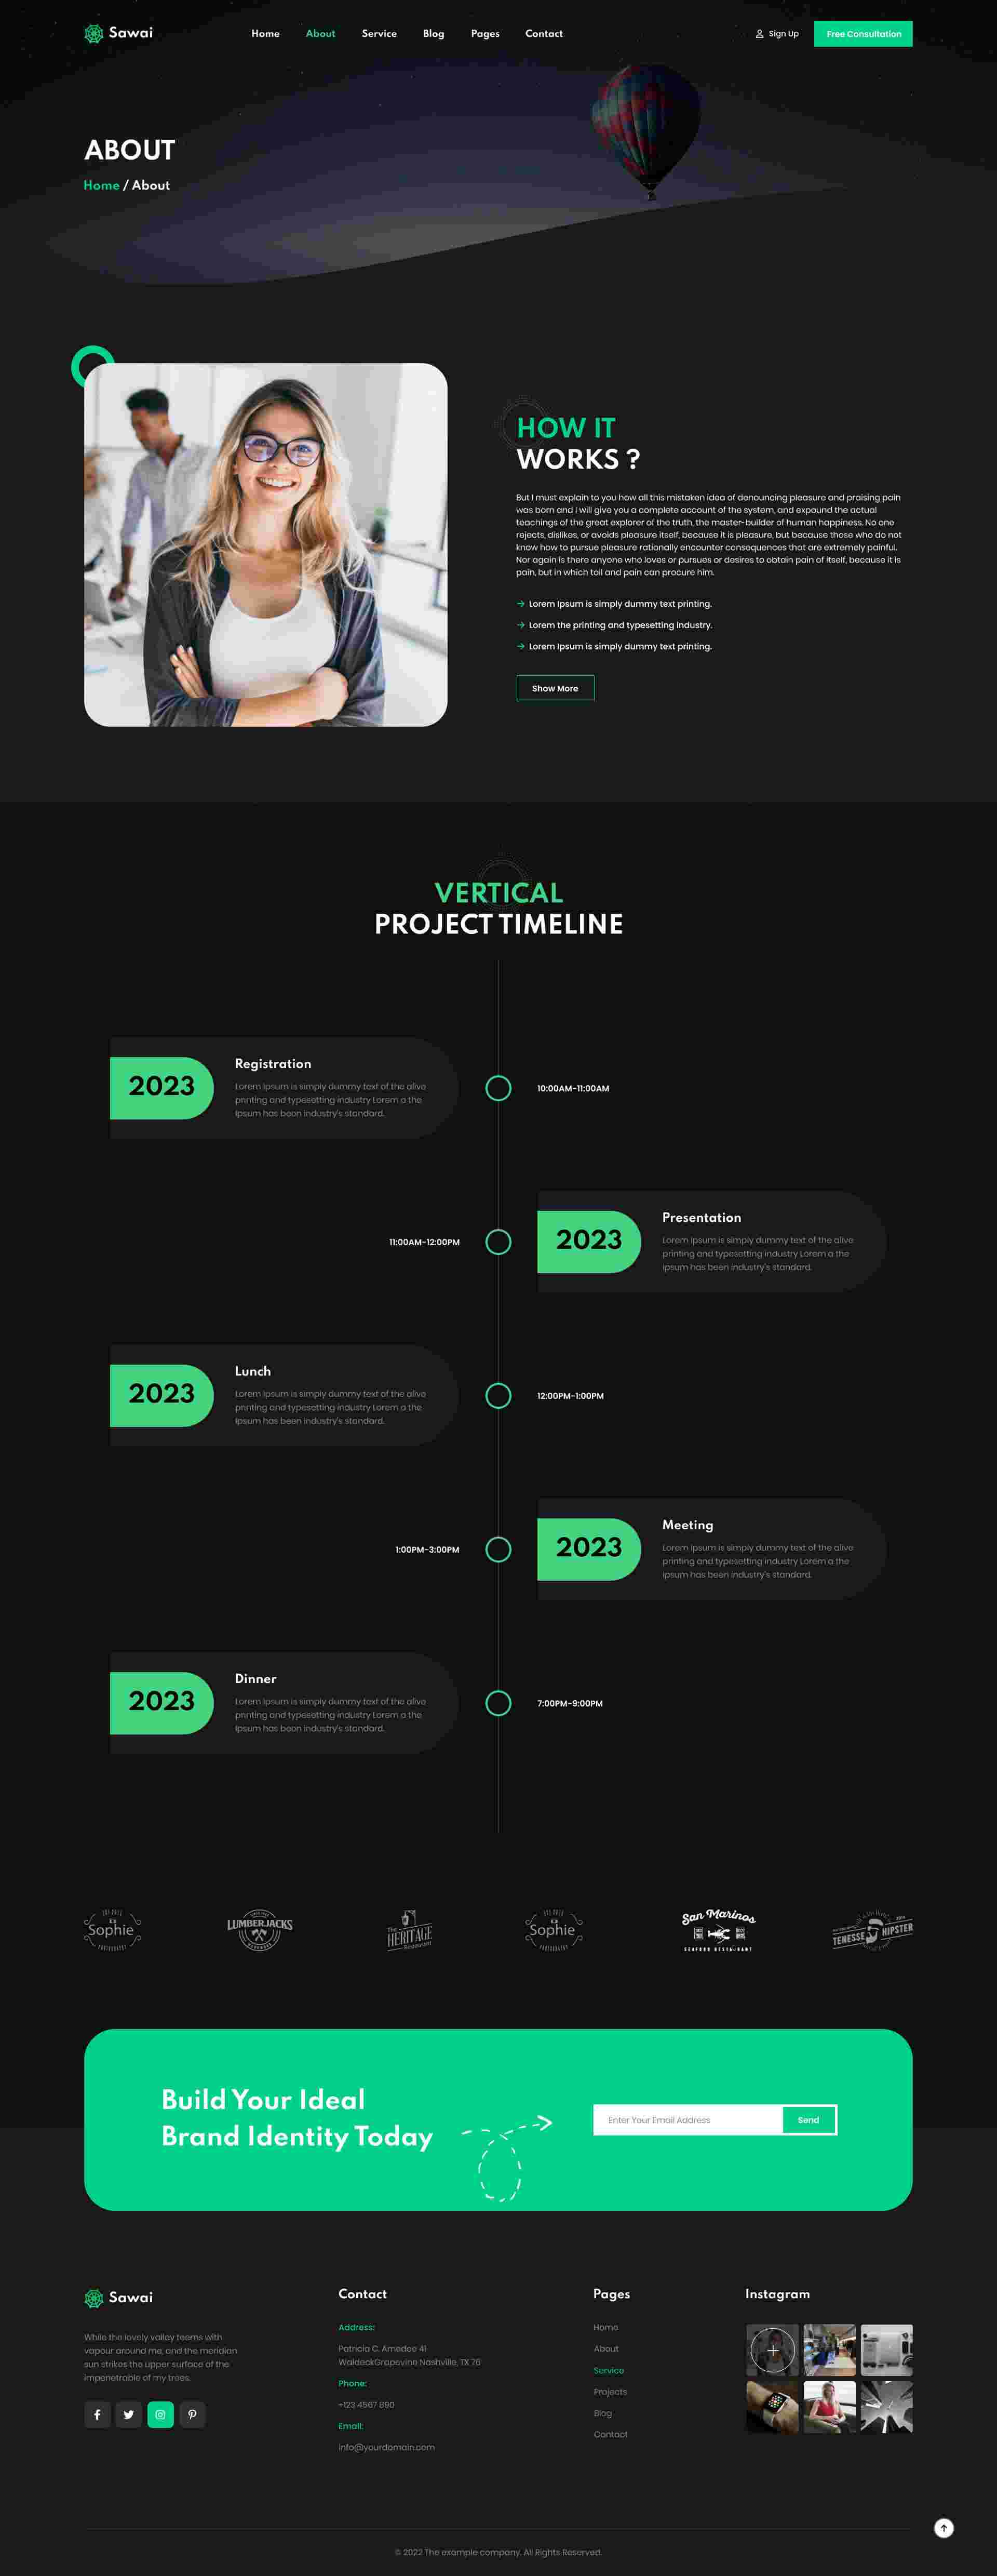 Sawai
Home About Service Blog Pages Contact
Sign Up
Free Consultation
ABOUT
Home / About
HOW IT
WORKS ?
But I must explain to you how all this mistaken idea of denouncing pleasure and praising pain
was born and I will give you a complete account of the system, and expound the actual
teachings of the great explorer of the truth, the master-builder of human happiness. No one
rejects, dislikes, or avoids pleasure itself, because it is pleasure, but because those who do not
know how to pursue pleasure rationally encounter consequences that are extremely painful.
Nor again is there anyone who loves or pursues or desires to obtain pain of itself, because it is
pain, but in which toil and pain can procure him.
Lorem Ipsum is simply dummy text printing.
Lorem the printing and typesetting industry.
Lorem Ipsum is simply dummy text printing.
Show More
VERTICAL
PROJECT TIMELINE
2023
Registration
Lorem Ipsum is simply dummy text of the alive
printing and typesetting industry Lorem a the
Ipsum has been industry's standard.
10:00AM-11:00AM
11:00AM-12:00PM
2023
Presentation
Lorem Ipsum is simply dummy text of the alive
printing and typesetting industry Lorem a the
Ipsum has been industry's standard.
2023
Lunch
Lorem Ipsum is simply dummy text of the alive
printing and typesetting industry Lorem a the
Ipsum has been industry's standard.
12:00PM-1:00PM
1:00PM-3:00PM
2023
Meeting
Lorem Ipsum is simply dummy text of the alive
printing and typesetting industry Lorem a the
Ipsum has been industry's standard.
2023
Dinner
Lorem Ipsum is simply dummy text of the alive
printing and typesetting industry Lorem a the
Ipsum has been industry's standard.
7:00PM-9:00PM
Sophie
PHOTOGRAPHY
LUMBERJACKS
The
HERITAGE
Restaurant
Sophie
PHOTOGRAPHY
San Marinos
SEAFOOD RESTAURANT
TENESSE HIPSTER
Build Your Ideal
Brand Identity Today
Enter Your Email Address
Send
Sawai
While the lovely valley teems with
vapour around me, and the meridian
sun strikes the upper surface of the
impenetrable of my trees.
Contact
Address:
Patricia C. Amedee 41
WaldeckGrapevine Nashville, TX 76
Phone:
+123 4567 890
Email:
info@yourdomain.com
Pages
Home
About
Service
Projects
Blog
Contact
Instagram
© 2022 The example company. All Rights Reserved.